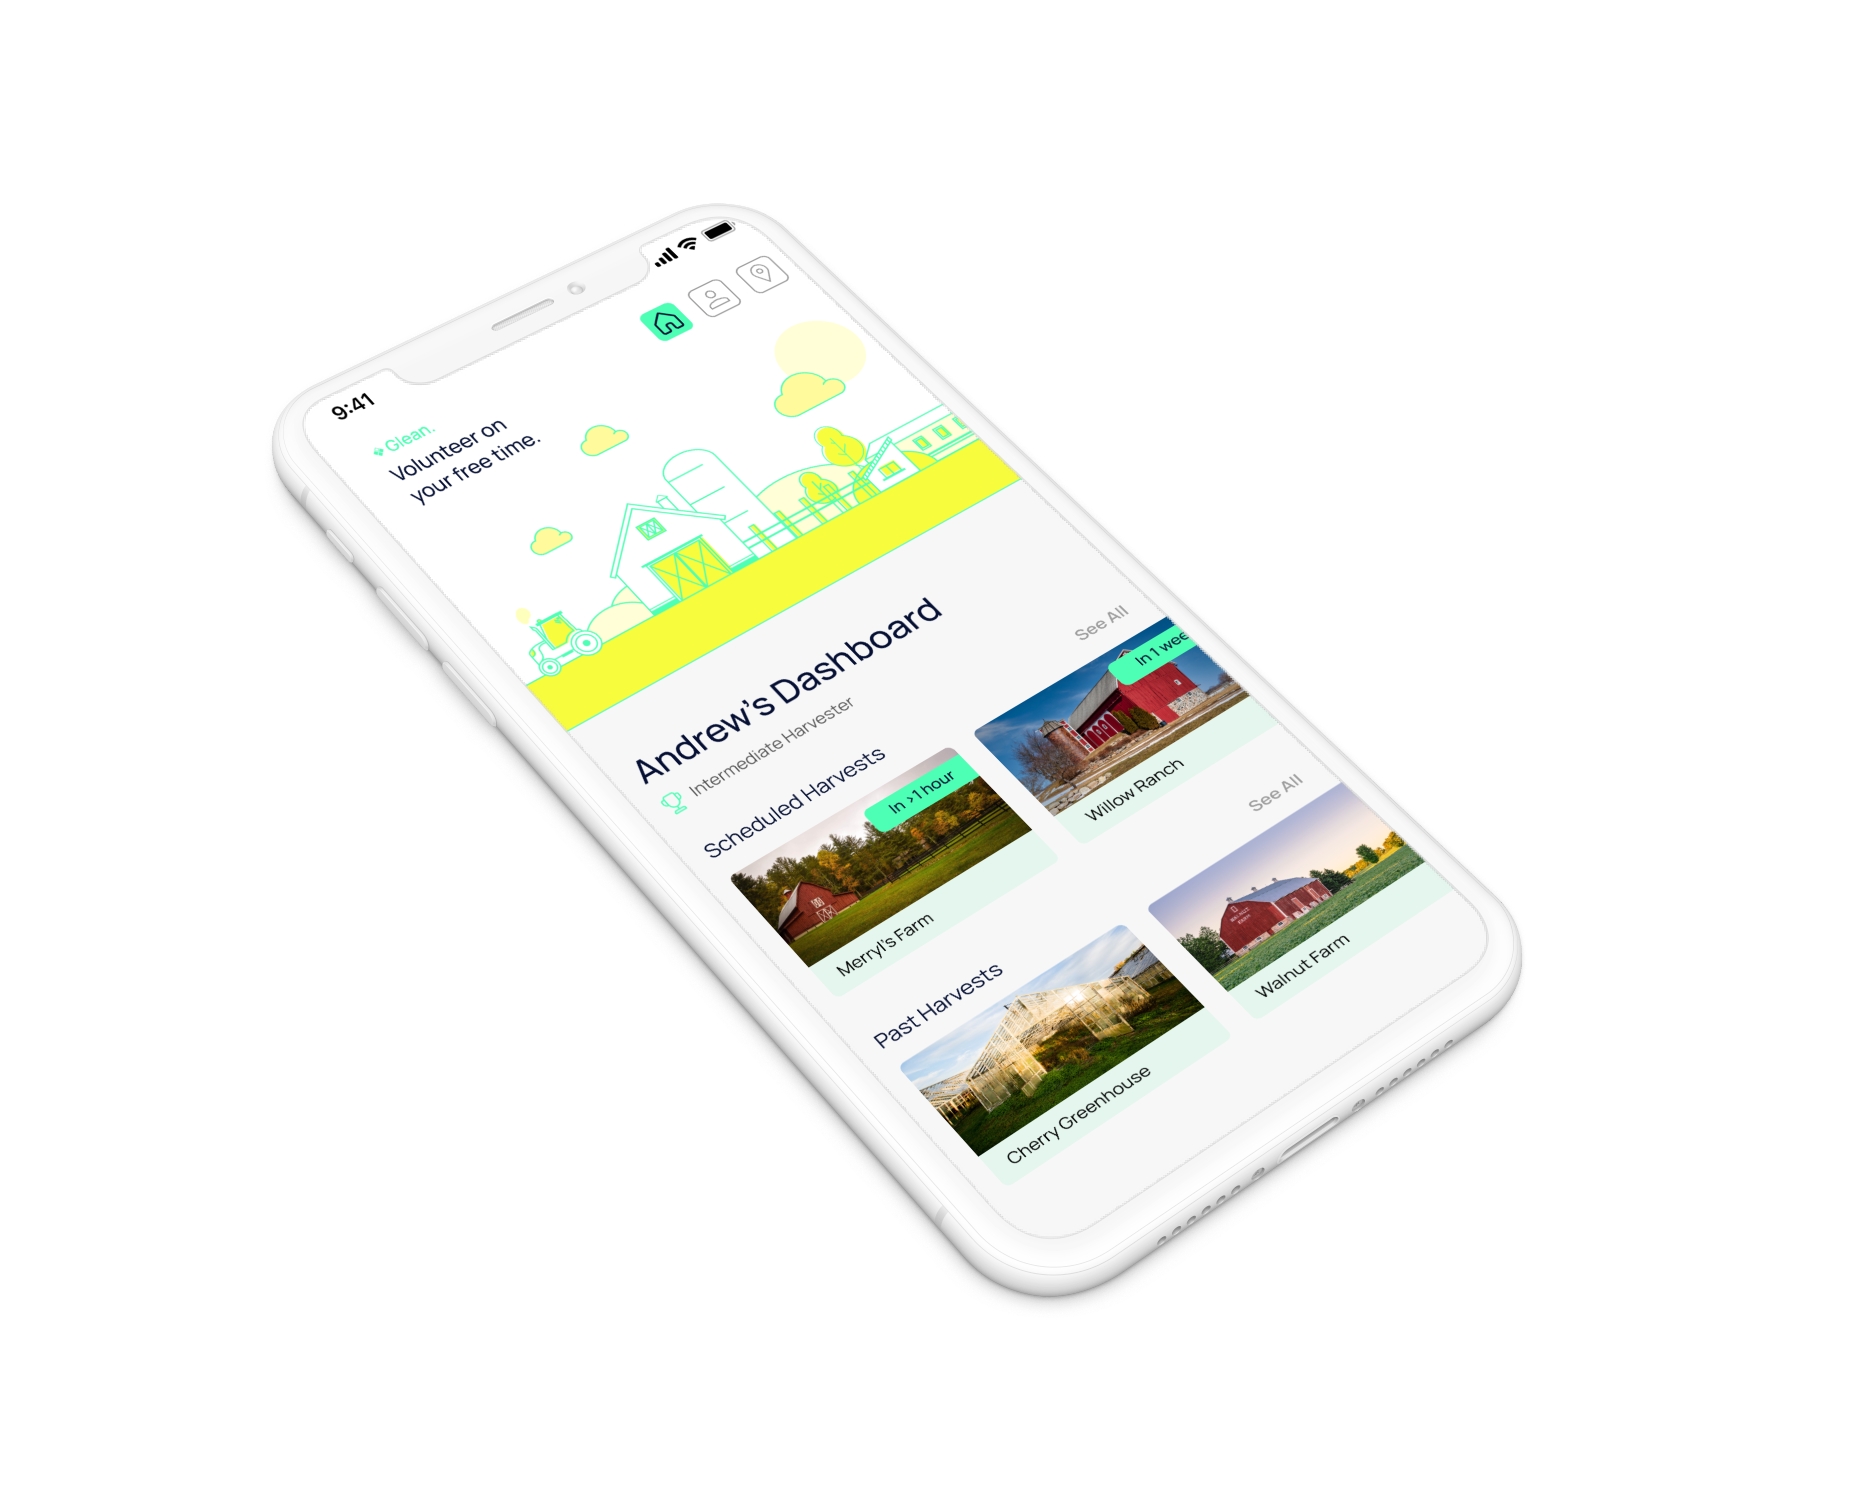 9:41
Glean.
Volunteer on
your free time.
Andrew's Dashboard
Intermediate Harvester
Scheduled Harvests
See All
In >1 hour
Merryl's Farm
In 1 wee
Willow Ranch
Past Harvests
See All
Cherry Greenhouse
Walnut Farm